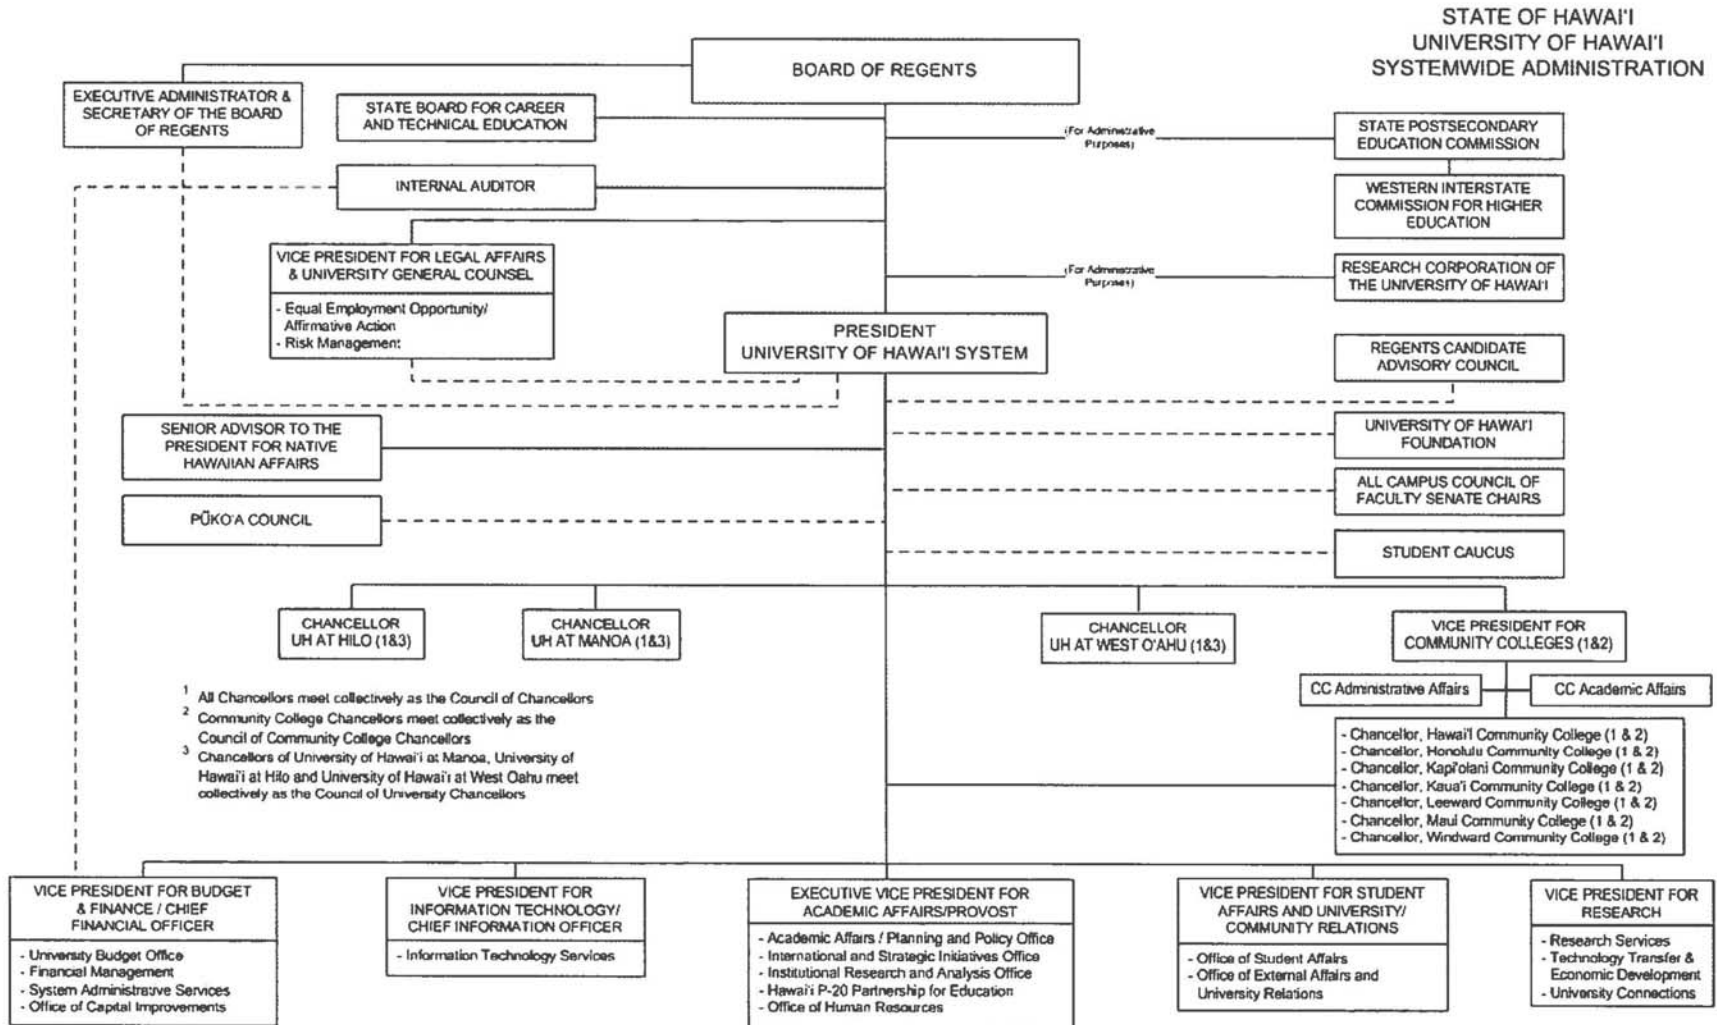 STATE OF HAWAI'I
UNIVERSITY OF HAWAI'I
SYSTEMWIDE ADMINISTRATION
BOARD OF REGENTS
EXECUTIVE ADMINISTRATOR &
SECRETARY OF THE BOARD
OF REGENTS
STATE BOARD FOR CAREER
AND TECHNICAL EDUCATION
(For Administrative
Purposes)
STATE POSTSECONDARY
EDUCATION COMMISSION
INTERNAL AUDITOR
WESTERN INTERSTATE
COMMISSION FOR HIGHER
EDUCATION
VICE PRESIDENT FOR LEGAL AFFAIRS
& UNIVERSITY GENERAL COUNSEL
- Equal Employment Opportunity/
Affirmative Action
- Risk Management
(For Administrative
Purposes)
RESEARCH CORPORATION OF
THE UNIVERSITY OF HAWAI'I
PRESIDENT
UNIVERSITY OF HAWAI'I SYSTEM
REGENTS CANDIDATE
ADVISORY COUNCIL
SENIOR ADVISOR TO THE
PRESIDENT FOR NATIVE
HAWAIIAN AFFAIRS
UNIVERSITY OF HAWAI'I
FOUNDATION
ALL CAMPUS COUNCIL OF
FACULTY SENATE CHAIRS
PŪKO'A COUNCIL
STUDENT CAUCUS
CHANCELLOR
UH AT HILO (1&3)
CHANCELLOR
UH AT MANOA (1&3)
CHANCELLOR
UH AT WEST O'AHU (1&3)
VICE PRESIDENT FOR
COMMUNITY COLLEGES (1&2)
CC Administrative Affairs
CC Academic Affairs
1 All Chancellors meet collectively as the Council of Chancellors
2 Community College Chancellors meet collectively as the
Council of Community College Chancellors
3 Chancellors of University of Hawai'i at Manoa, University of
Hawai'i at Hilo and University of Hawai'i at West Oahu meet
collectively as the Council of University Chancellors
- Chancellor, Hawai'I Community College (1 & 2)
- Chancellor, Honolulu Community College (1 & 2)
- Chancellor, Kapi'olani Community College (1 & 2)
- Chancellor, Kaua'i Community College (1 & 2)
- Chancellor, Leeward Community College (1 & 2)
- Chancellor, Maui Community College (1 & 2)
- Chancellor, Windward Community College (1 & 2)
VICE PRESIDENT FOR BUDGET
& FINANCE / CHIEF
FINANCIAL OFFICER
- University Budget Office
- Financial Management
- System Administrative Services
- Office of Capital Improvements
VICE PRESIDENT FOR
INFORMATION TECHNOLOGY/
CHIEF INFORMATION OFFICER
- Information Technology Services
EXECUTIVE VICE PRESIDENT FOR
ACADEMIC AFFAIRS/PROVOST
- Academic Affairs / Planning and Policy Office
- International and Strategic Initiatives Office
- Institutional Research and Analysis Office
- Hawai'i P-20 Partnership for Education
- Office of Human Resources
VICE PRESIDENT FOR STUDENT
AFFAIRS AND UNIVERSITY/
COMMUNITY RELATIONS
- Office of Student Affairs
- Office of External Affairs and
University Relations
VICE PRESIDENT FOR
RESEARCH
- Research Services
- Technology Transfer &
Economic Development
- University Connections